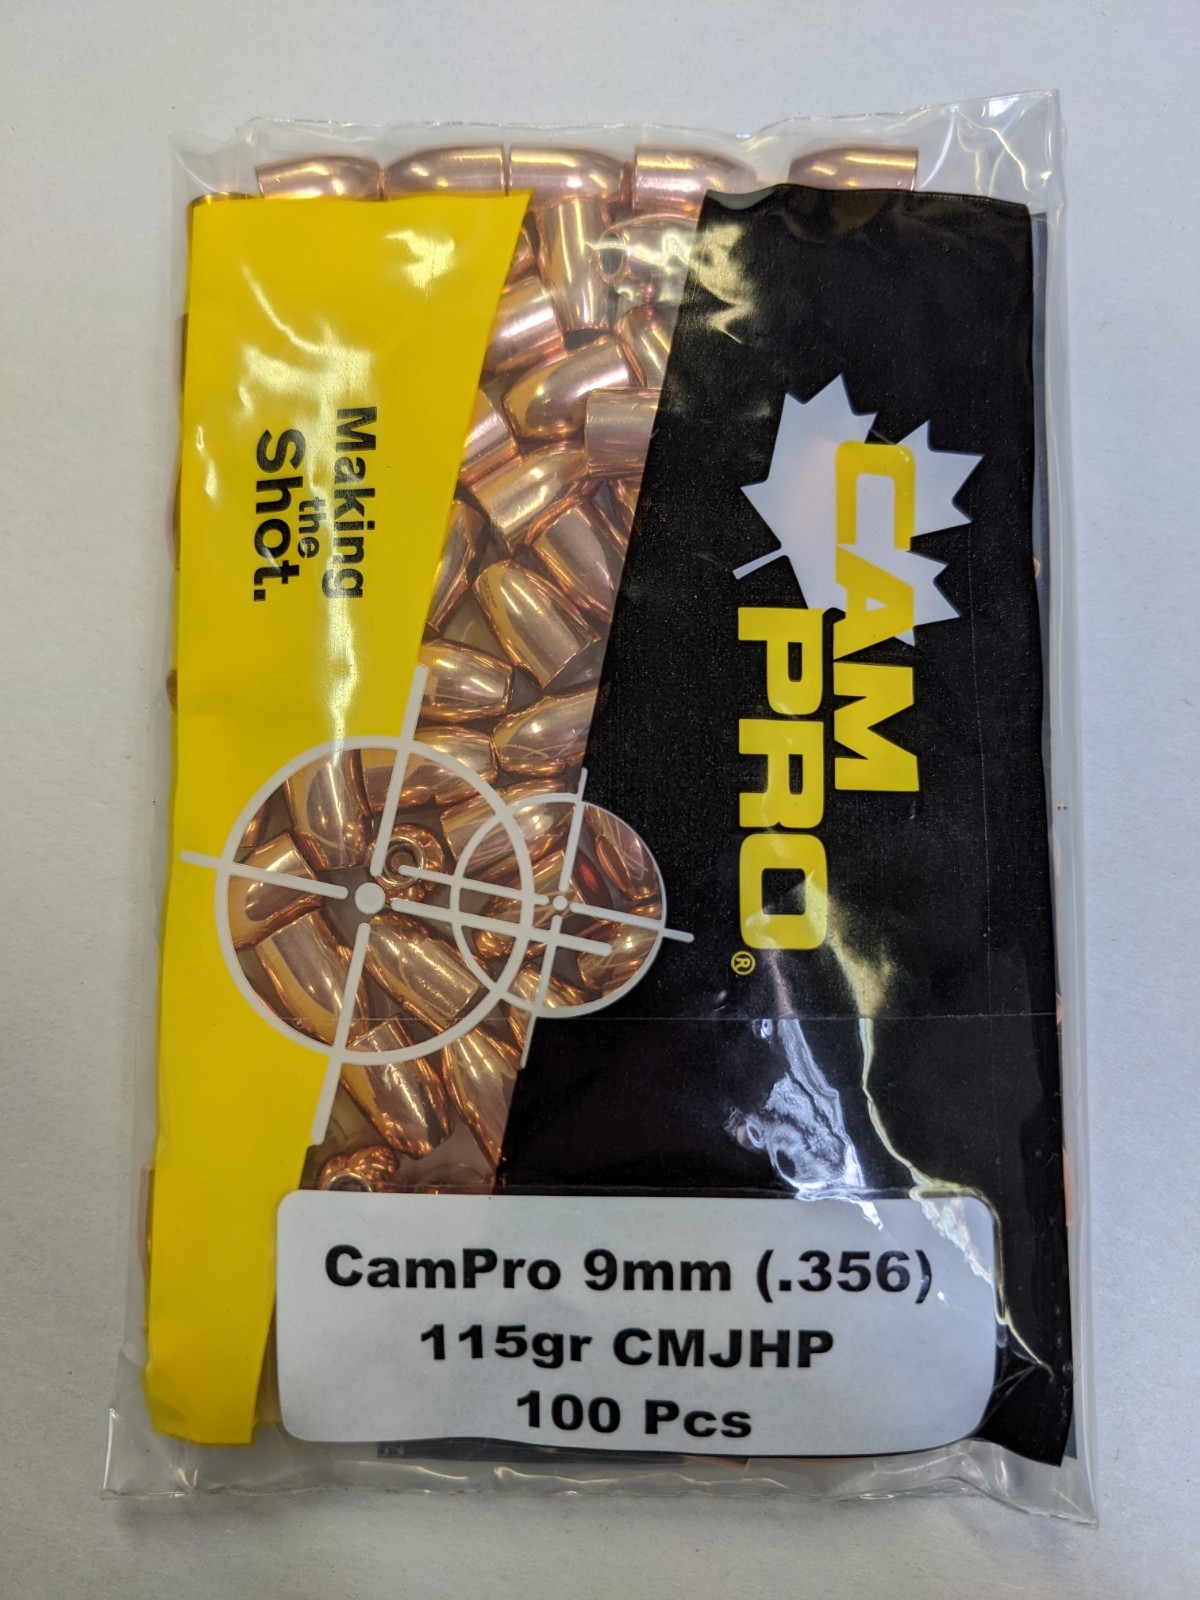 Making
the
Shot.
CAM
PRO®
CamPro 9mm (.356)
115gr CMJHP
100 Pcs